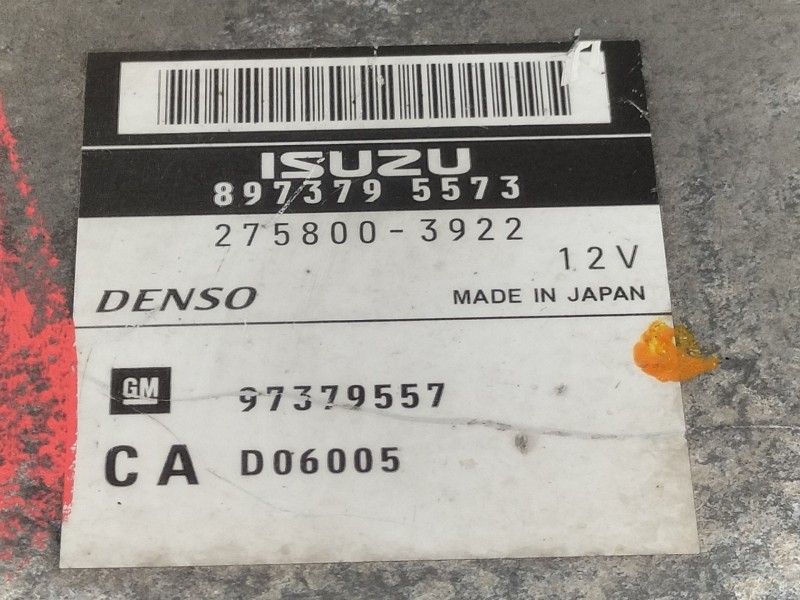 ISUZU
897379 5573
275800-3922
12V
DENSO MADE IN JAPAN
GM 97379557
CA D06005